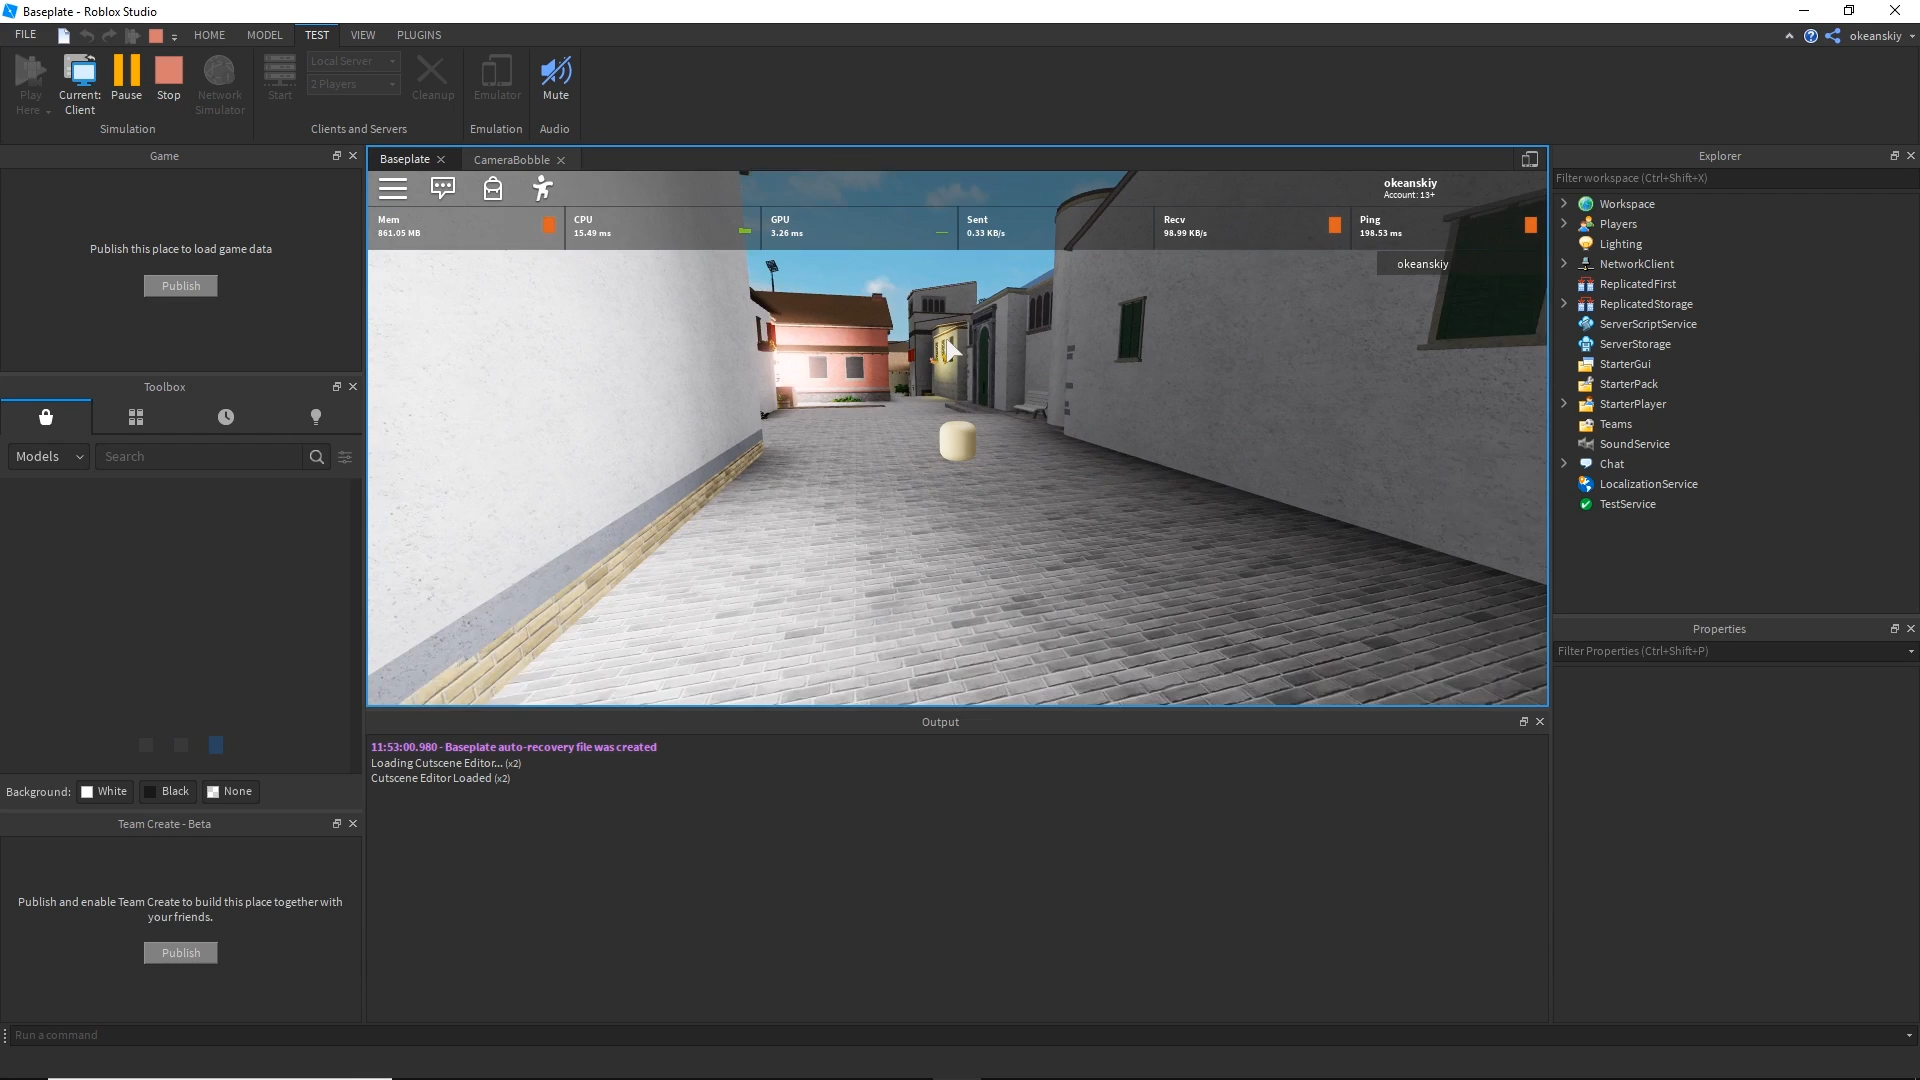 Baseplate - Roblox Studio
FILE
HOME
MODEL
TEST
VIEW
PLUGINS
okeanskiy
Play
Here
Current:
Client
Pause
Stop
Network
Simulator
Start
Local Server
2 Players
Cleanup
Emulator
Mute
Simulation
Clients and Servers
Emulation
Audio
Game
Publish this place to load game data
Publish
Toolbox
Models
Search
Background:
White
Black
None
Team Create - Beta
Publish and enable Team Create to build this place together with
your friends.
Publish
Baseplate
CameraBobble
okeanskiy
Account: 13+
Mem
861.05 MB
CPU
15.49 ms
GPU
3.26 ms
Sent
0.33 KB/s
Recv
98.99 KB/s
Ping
198.53 ms
okeanskiy
Output
11:53:00.980 - Baseplate auto-recovery file was created
Loading Cutscene Editor... (x2)
Cutscene Editor Loaded (x2)
Explorer
Filter workspace (Ctrl+Shift+X)
Workspace
Players
Lighting
NetworkClient
ReplicatedFirst
ReplicatedStorage
ServerScriptService
ServerStorage
StarterGui
StarterPack
StarterPlayer
Teams
SoundService
Chat
LocalizationService
TestService
Properties
Filter Properties (Ctrl+Shift+P)
Run a command